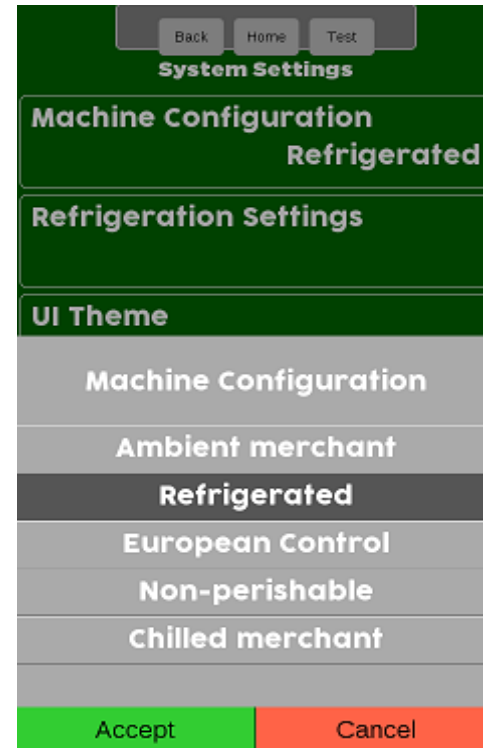 Back Home Test
System Settings
Machine Configuration
Refrigerated
Refrigeration Settings
UI Theme
Machine Configuration
Ambient merchant
Refrigerated
European Control
Non-perishable
Chilled merchant
Accept Cancel